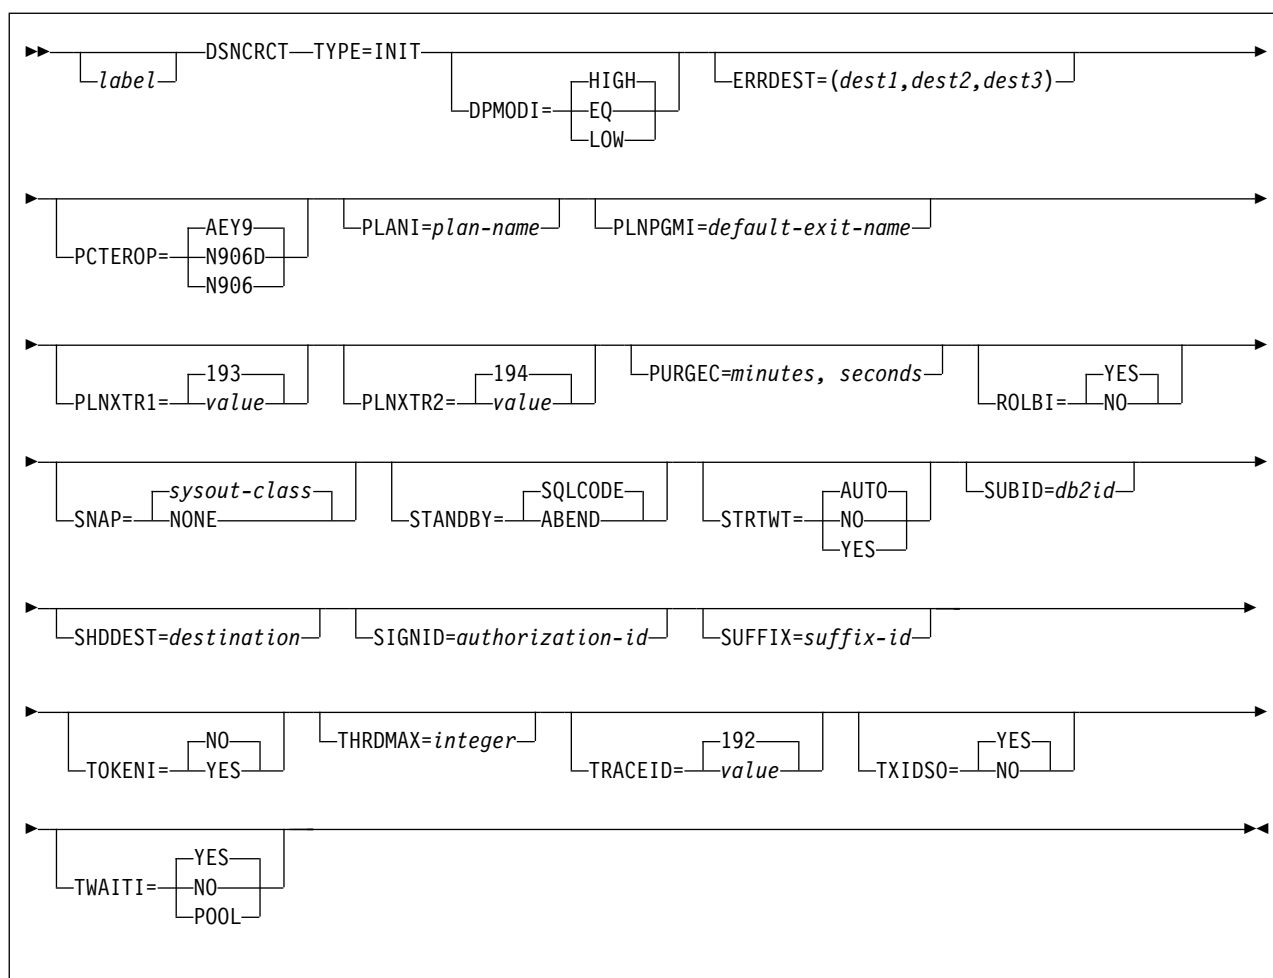 DSNCRCT TYPE=INIT
label
HIGH
DPMODI= EQ
LOW
ERRDEST=(dest1,dest2,dest3)
AEY9
PCTEROP= N906D
N906
PLANI=plan-name
PLNPGMI=default-exit-name
193
PLNXTR1= value
194
PLNXTR2= value
PURGEC=minutes, seconds
YES
ROLBI= NO
sysout-class
SNAP= NONE
SQLCODE
STANDBY= ABEND
AUTO
STRTWT= NO
YES
SUBID=db2id
SHDDEST=destination
SIGNID=authorization-id
SUFFIX=suffix-id
NO
TOKENI= YES
THRDMAX=integer
192
TRACEID= value
YES
TXIDSO= NO
YES
TWAITI= NO
POOL